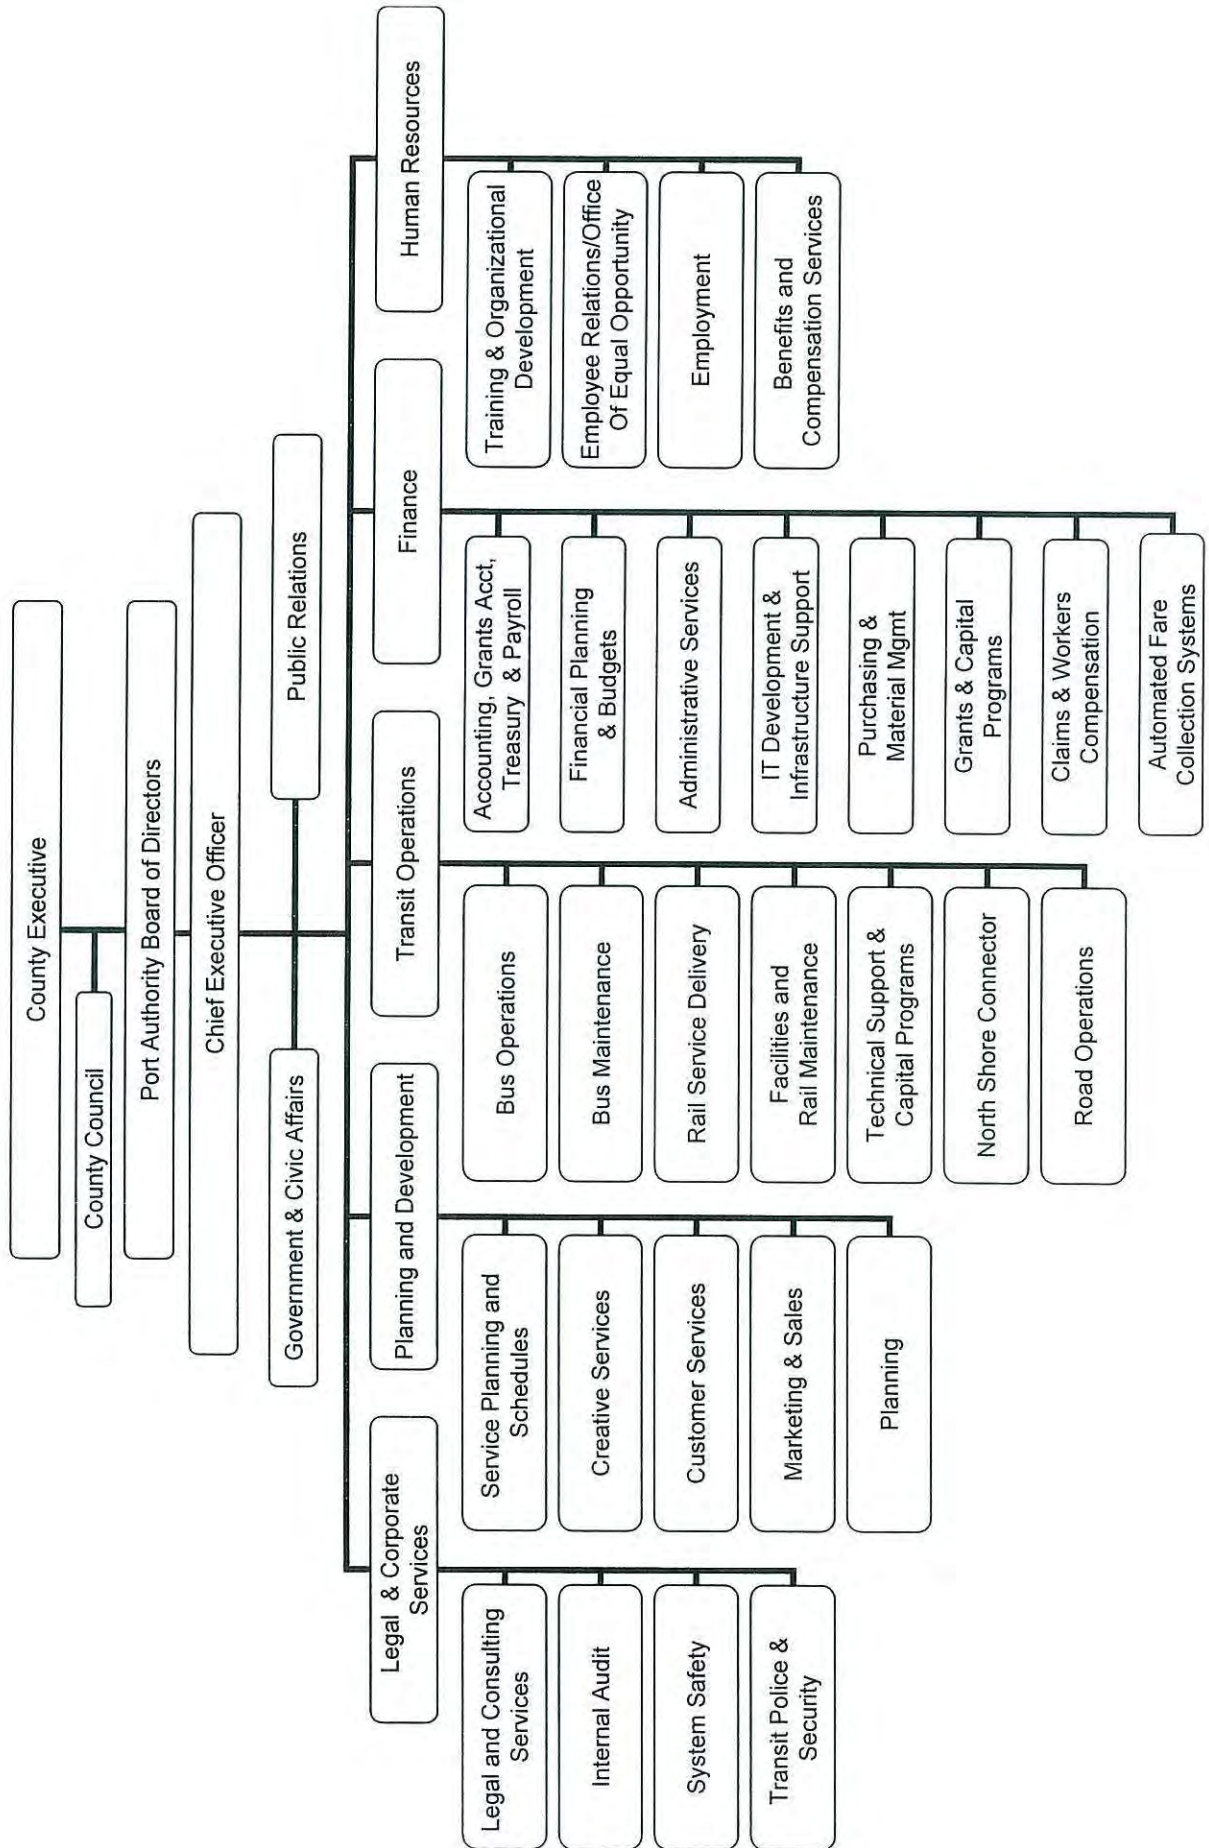 County Executive
County Council
Port Authority Board of Directors
Chief Executive Officer
Government & Civic Affairs
Public Relations
Legal & Corporate
Services
Planning and Development
Transit Operations
Finance
Human Resources
Legal and Consulting
Services
Internal Audit
System Safety
Transit Police &
Security
Service Planning and
Schedules
Creative Services
Customer Services
Marketing & Sales
Planning
Bus Operations
Bus Maintenance
Rail Service Delivery
Facilities and
Rail Maintenance
Technical Support &
Capital Programs
North Shore Connector
Road Operations
Accounting, Grants Acct,
Treasury & Payroll
Financial Planning
& Budgets
Administrative Services
IT Development &
Infrastructure Support
Purchasing &
Material Mgmt
Grants & Capital
Programs
Claims & Workers
Compensation
Automated Fare
Collection Systems
Training & Organizational
Development
Employee Relations/Office
Of Equal Opportunity
Employment
Benefits and
Compensation Services